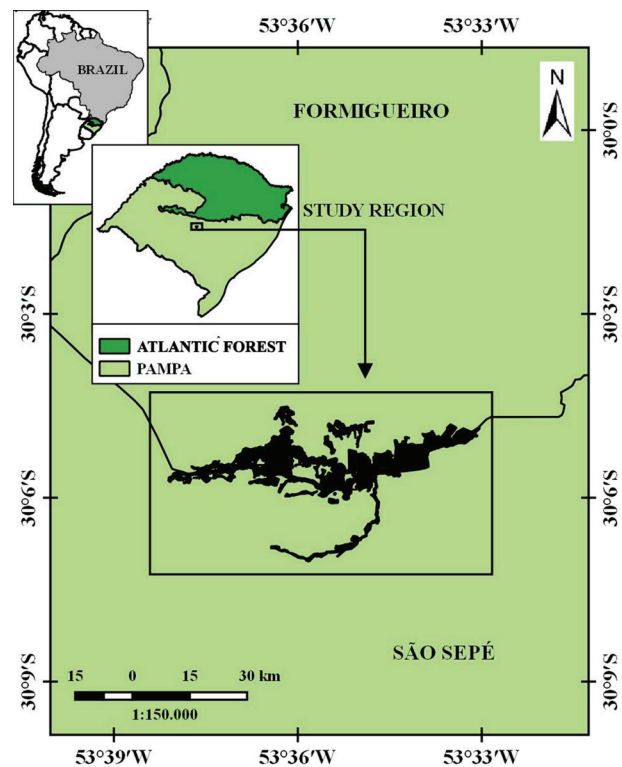 53°36′W 53°33′W
BRAZIL
N
FORMIGUEIRO
30°0′S
STUDY REGION
30°3′S 30°3′S
ATLANTIC FOREST
PAMPA
30°6′S 30°6′S
SÃO SEPÉ
15 0 15 30 km
30°9′S 30°9′S
1:150.000
53°39′W 53°36′W 53°33′W